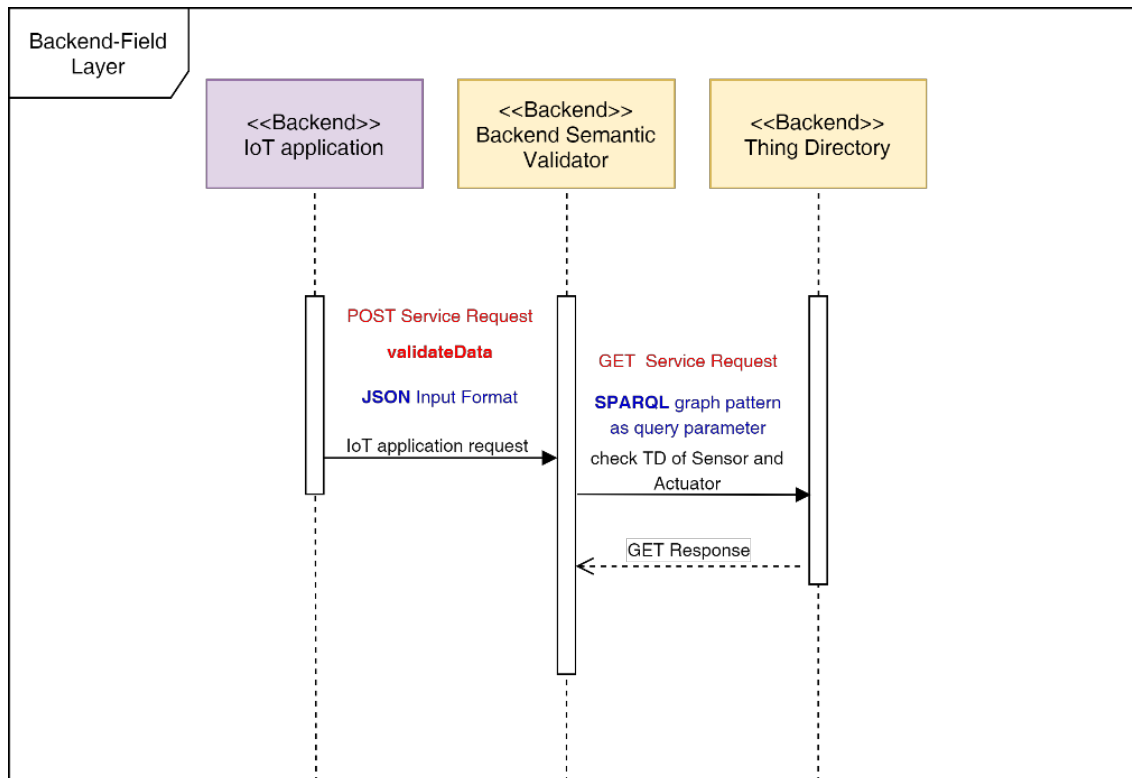 Backend-Field
Layer
<<Backend>>
IoT application
<<Backend>>
Backend Semantic
Validator
<<Backend>>
Thing Directory
POST Service Request
validateData
JSON Input Format
IoT application request
GET Service Request
SPARQL graph pattern
as query parameter
check TD of Sensor and
Actuator
GET Response